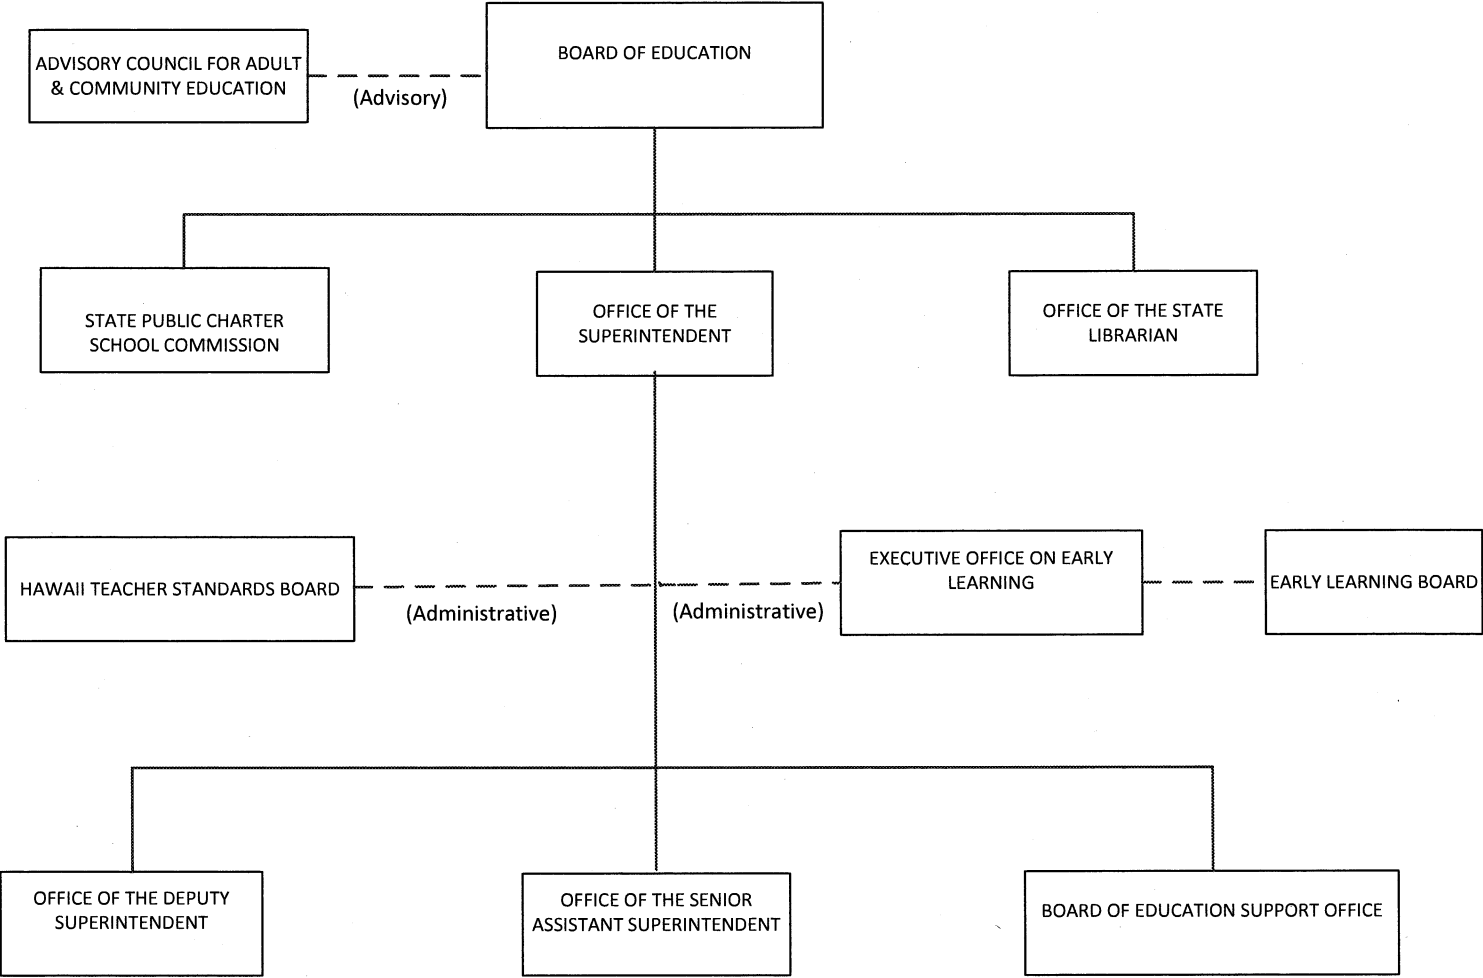 ADVISORY COUNCIL FOR ADULT
& COMMUNITY EDUCATION
(Advisory)
BOARD OF EDUCATION
STATE PUBLIC CHARTER
SCHOOL COMMISSION
OFFICE OF THE
SUPERINTENDENT
OFFICE OF THE STATE
LIBRARIAN
HAWAII TEACHER STANDARDS BOARD
(Administrative)
(Administrative)
EXECUTIVE OFFICE ON EARLY
LEARNING
EARLY LEARNING BOARD
OFFICE OF THE DEPUTY
SUPERINTENDENT
OFFICE OF THE SENIOR
ASSISTANT SUPERINTENDENT
BOARD OF EDUCATION SUPPORT OFFICE